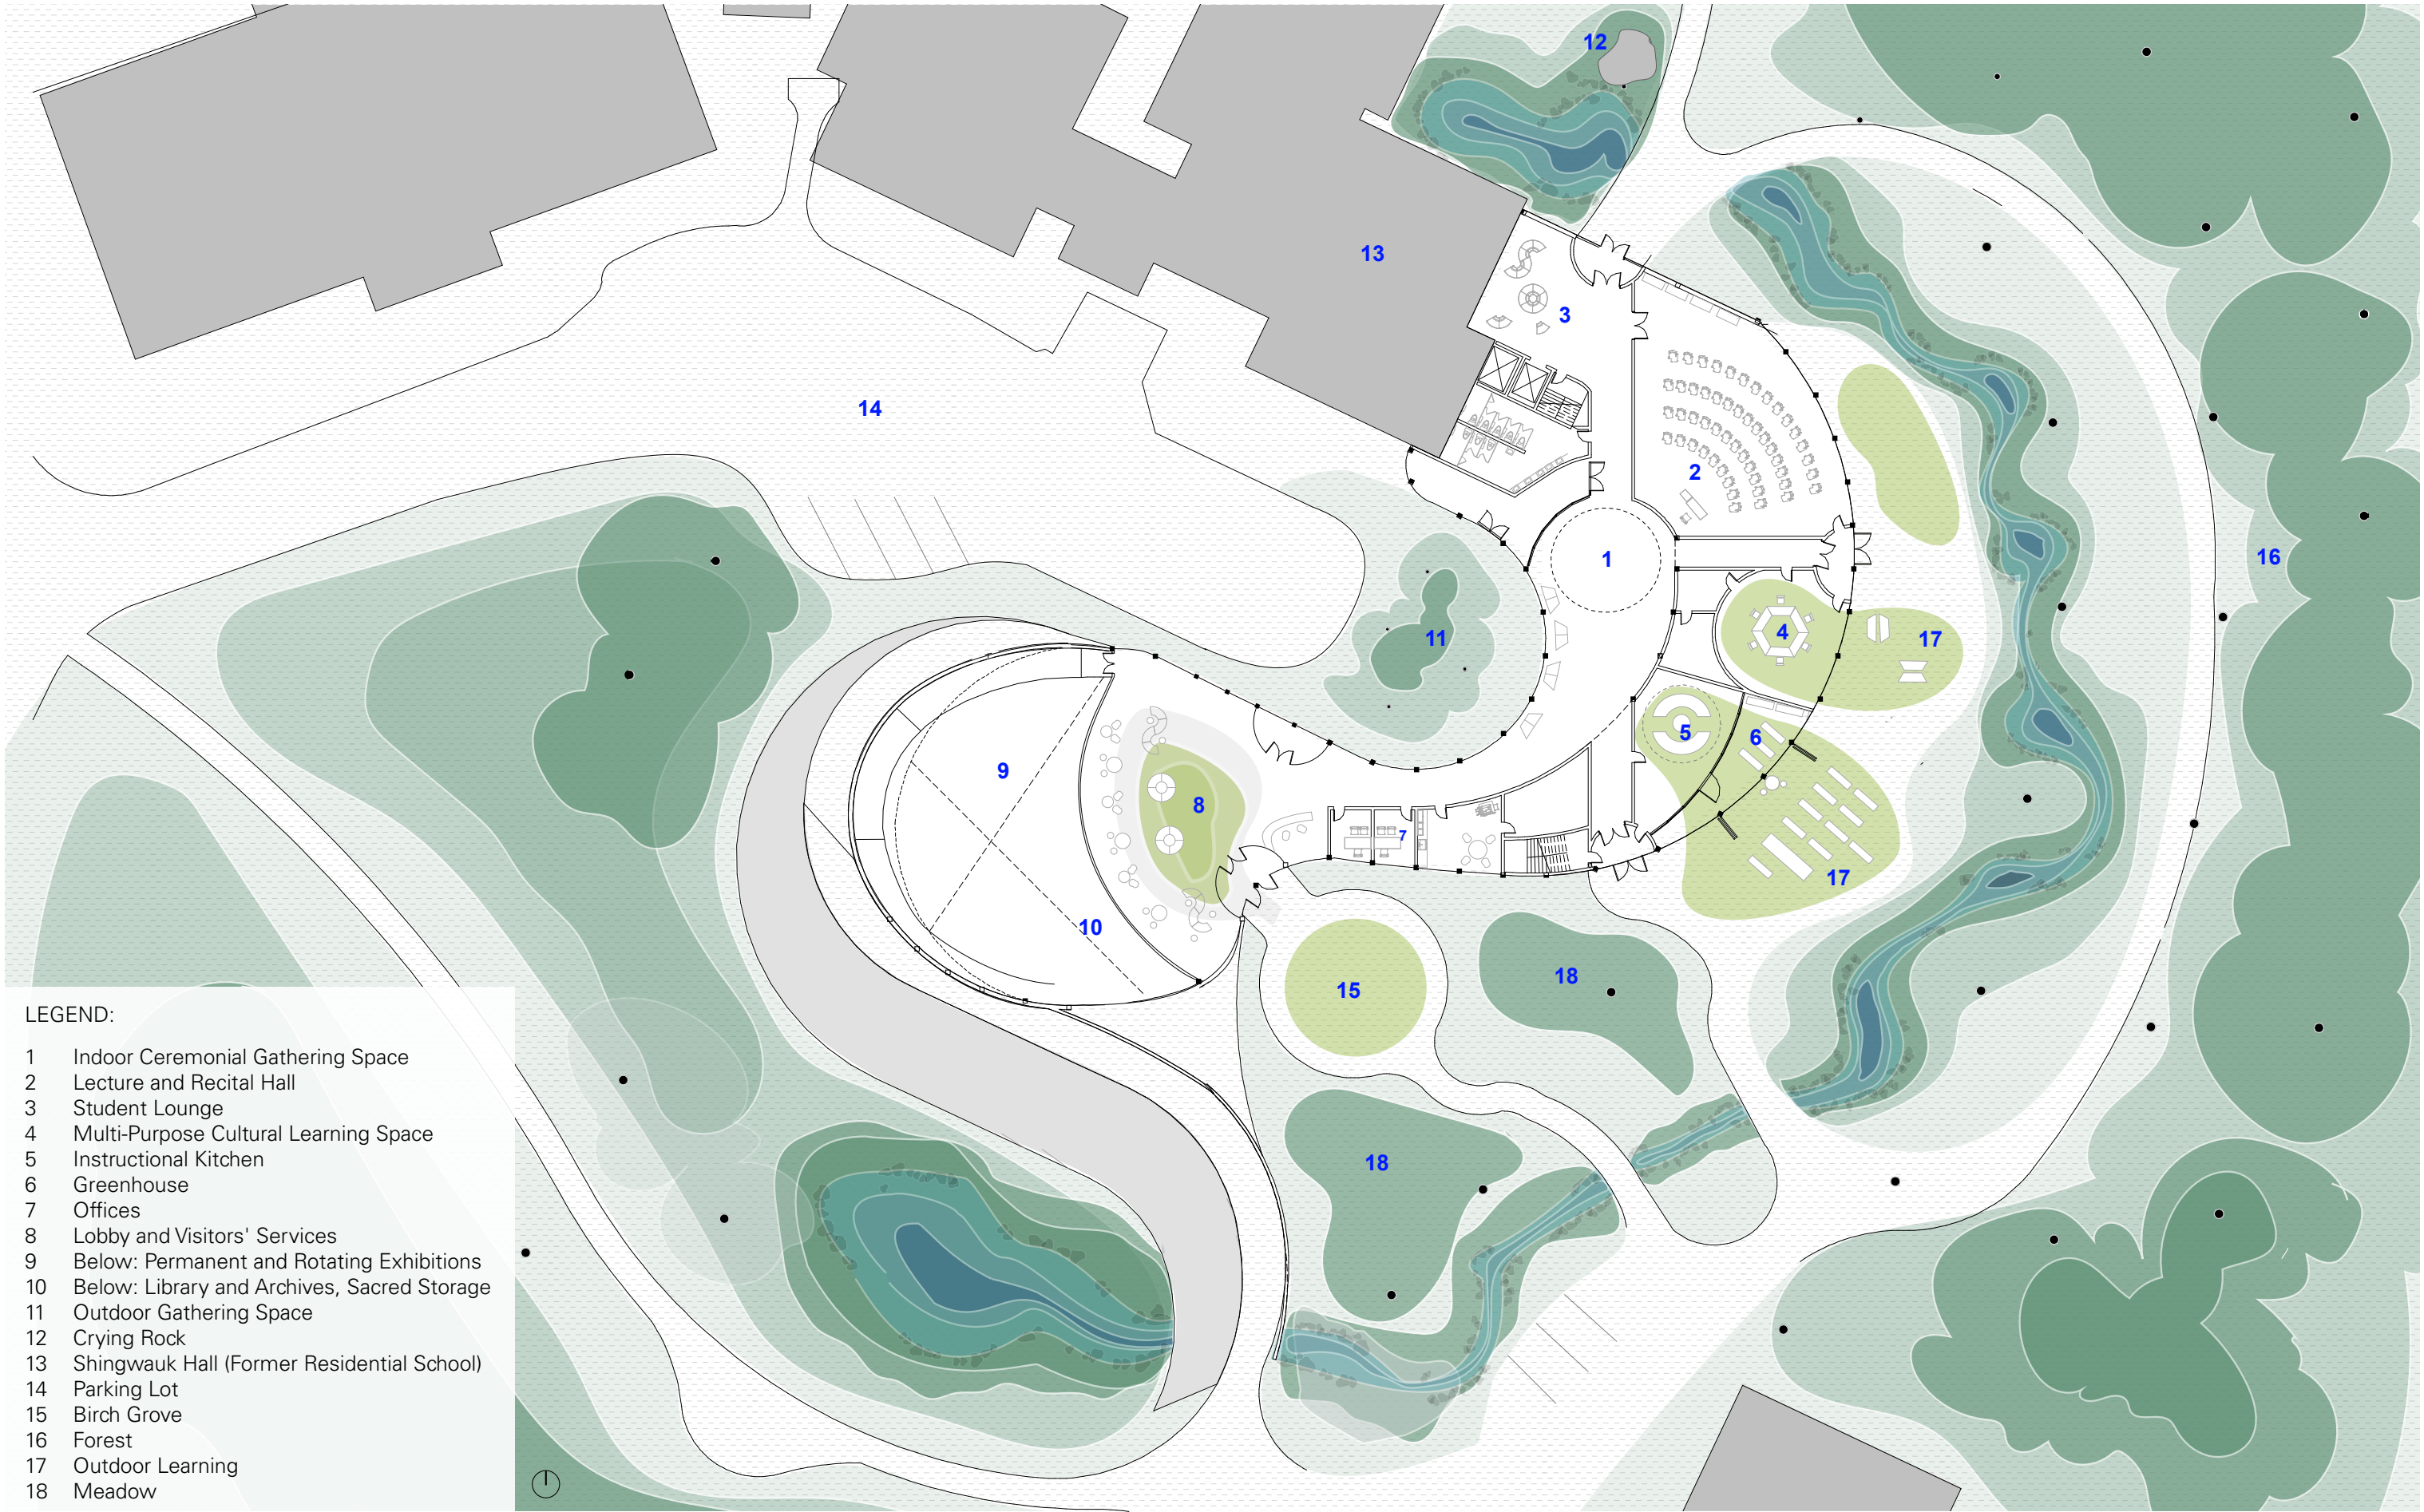 12
13
3
14
2
1
16
11
4
17
5
6
9
8
7
17
10
18
15
18
LEGEND:
1 Indoor Ceremonial Gathering Space
2 Lecture and Recital Hall
3 Student Lounge
4 Multi-Purpose Cultural Learning Space
5 Instructional Kitchen
6 Greenhouse
7 Offices
8 Lobby and Visitors' Services
9 Below: Permanent and Rotating Exhibitions
10 Below: Library and Archives, Sacred Storage
11 Outdoor Gathering Space
12 Crying Rock
13 Shingwauk Hall (Former Residential School)
14 Parking Lot
15 Birch Grove
16 Forest
17 Outdoor Learning
18 Meadow